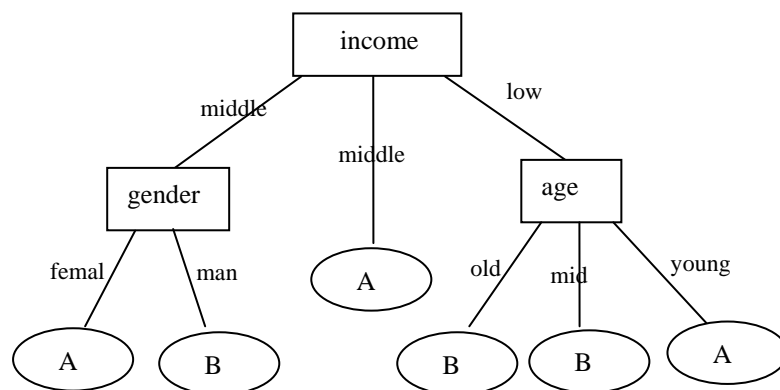 income
middle
middle
low
gender
age
femal
man
old
mid
young
A
A
B
B
B
A